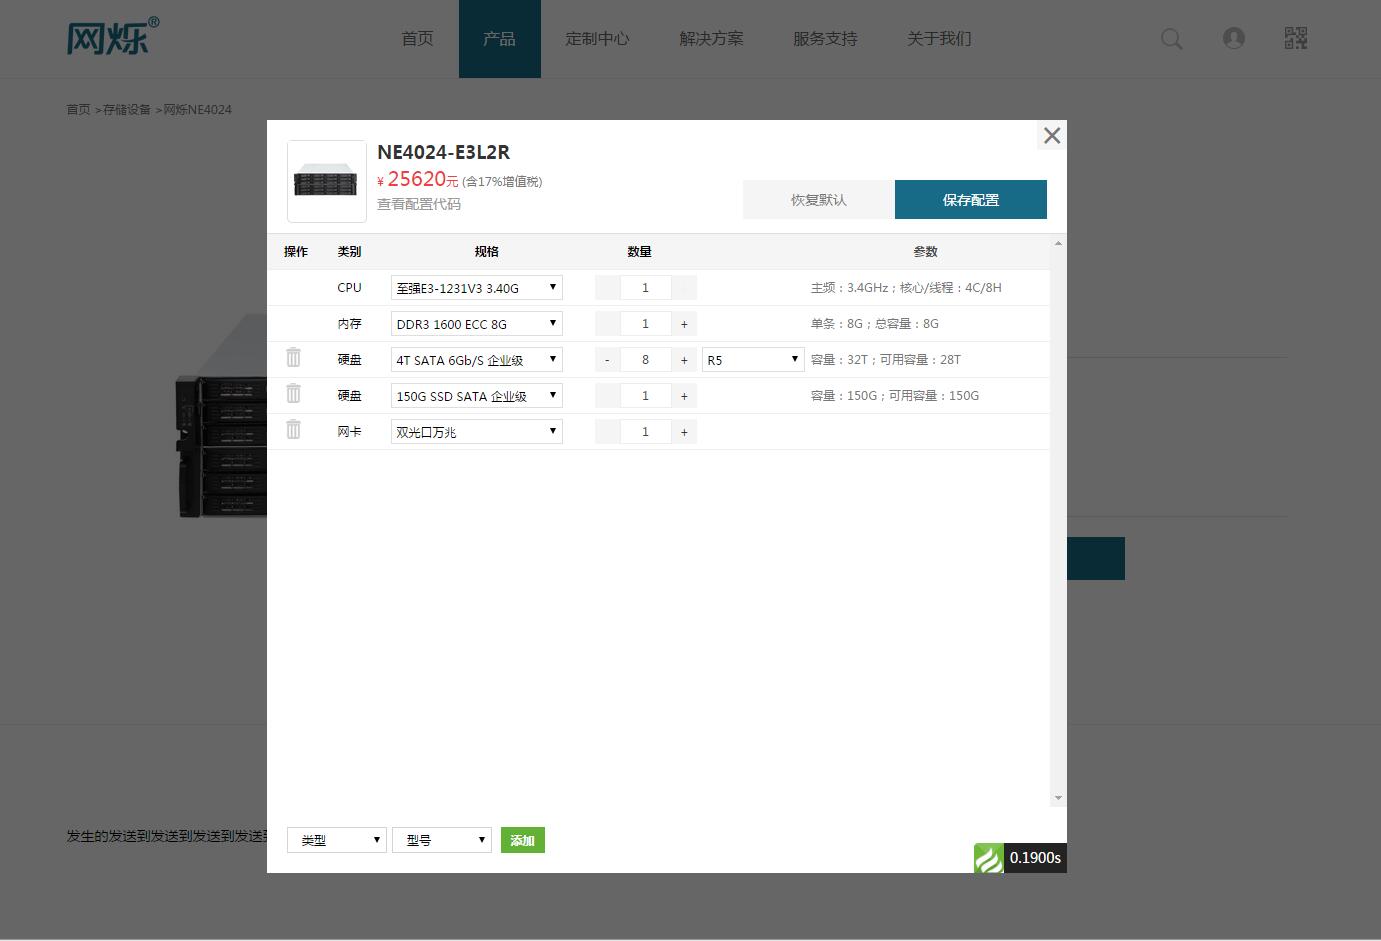 网烁®
首页 产品 定制中心 解决方案 服务支持 关于我们
首页 >存储设备 >网烁NE4024
NE4024-E3L2R
¥ 25620元 (含17%增值税)
查看配置代码
恢复默认 保存配置
操作 类别 规格 数量 参数
CPU 至强E3-1231V3 3.40G 1 主频：3.4GHz；核心/线程：4C/8H
内存 DDR3 1600 ECC 8G 1 + 单条：8G；总容量：8G
硬盘 4T SATA 6Gb/S 企业级 - 8 + R5 容量：32T；可用容量：28T
硬盘 150G SSD SATA 企业级 1 + 容量：150G；可用容量：150G
网卡 双光口万兆 1 +
发生的发送到发送到发送到发送
类型 型号 添加
0.1900s